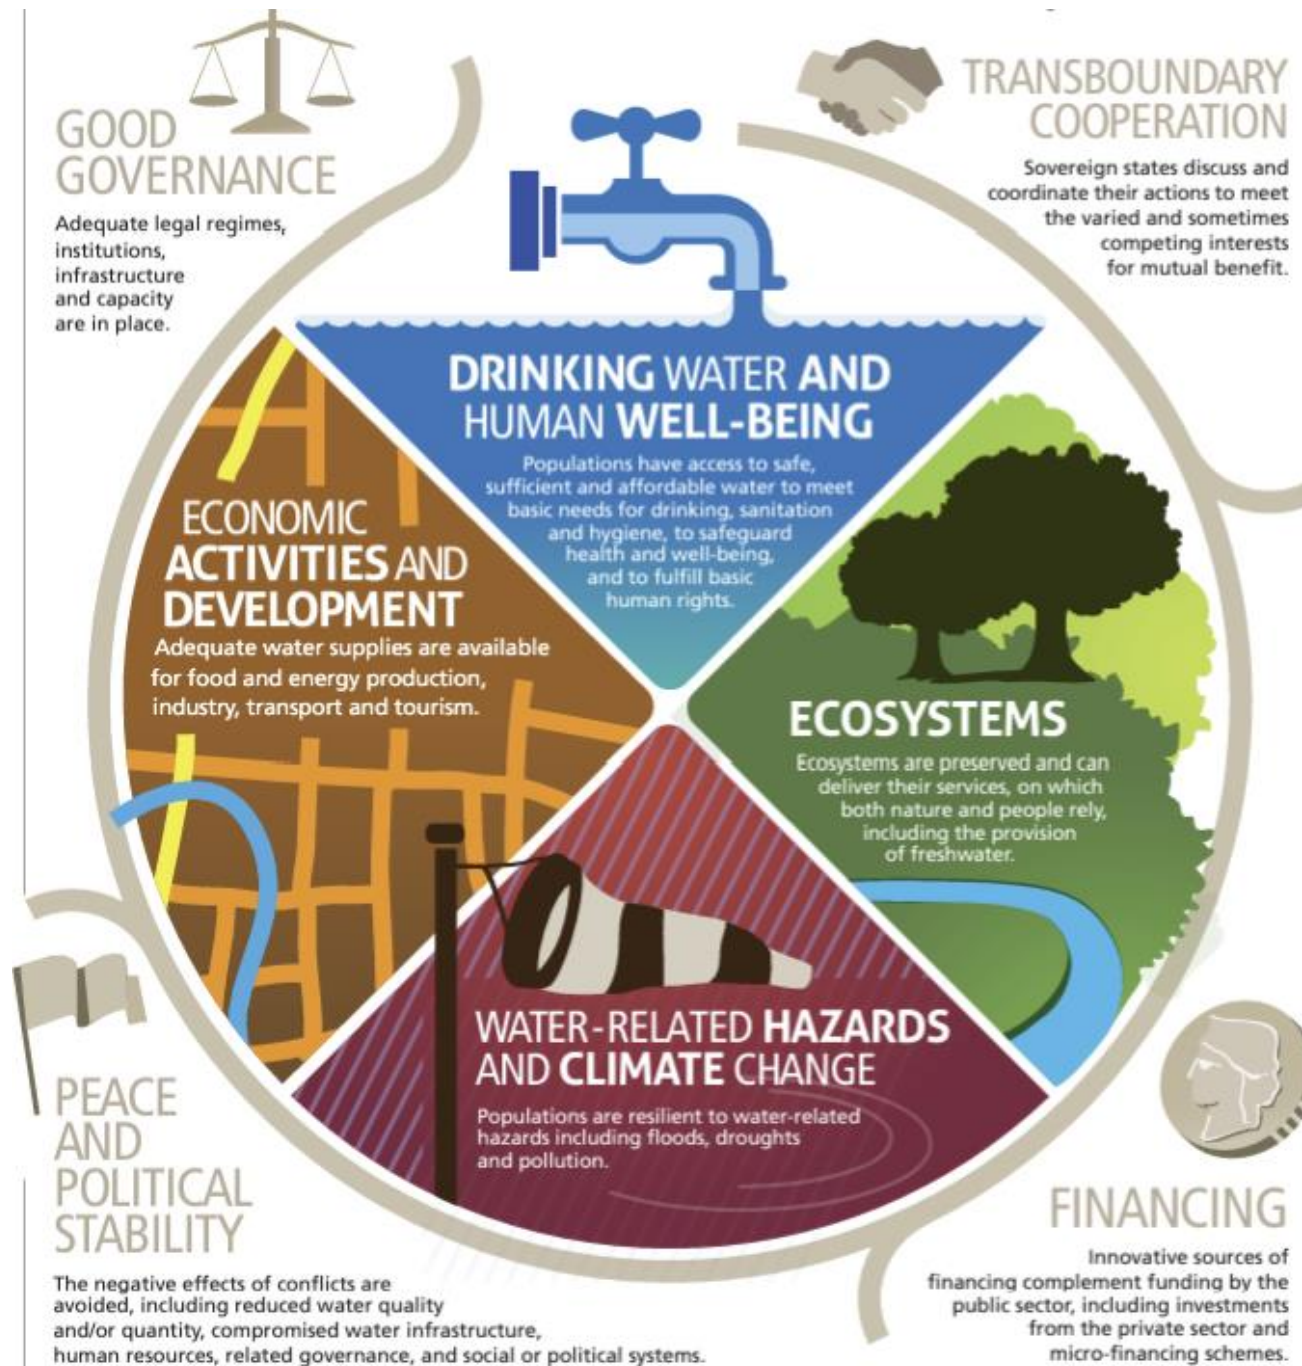 GOOD
GOVERNANCE
Adequate legal regimes,
institutions,
infrastructure
and capacity
are in place.
TRANSBOUNDARY
COOPERATION
Sovereign states discuss and
coordinate their actions to meet
the varied and sometimes
competing interests
for mutual benefit.
DRINKING WATER AND
HUMAN WELL-BEING
Populations have access to safe,
sufficient and affordable water to meet
basic needs for drinking, sanitation
and hygiene, to safeguard
health and well-being,
and to fulfill basic
human rights.
ECONOMIC
ACTIVITIES AND
DEVELOPMENT
Adequate water supplies are available
for food and energy production,
industry, transport and tourism.
ECOSYSTEMS
Ecosystems are preserved and can
deliver their services, on which
both nature and people rely,
including the provision
of freshwater.
WATER-RELATED HAZARDS
AND CLIMATE CHANGE
Populations are resilient to water-related
hazards including floods, droughts
and pollution.
PEACE
AND
POLITICAL
STABILITY
The negative effects of conflicts are
avoided, including reduced water quality
and/or quantity, compromised water infrastructure,
human resources, related governance, and social or political systems.
FINANCING
Innovative sources of
financing complement funding by the
public sector, including investments
from the private sector and
micro-financing schemes.